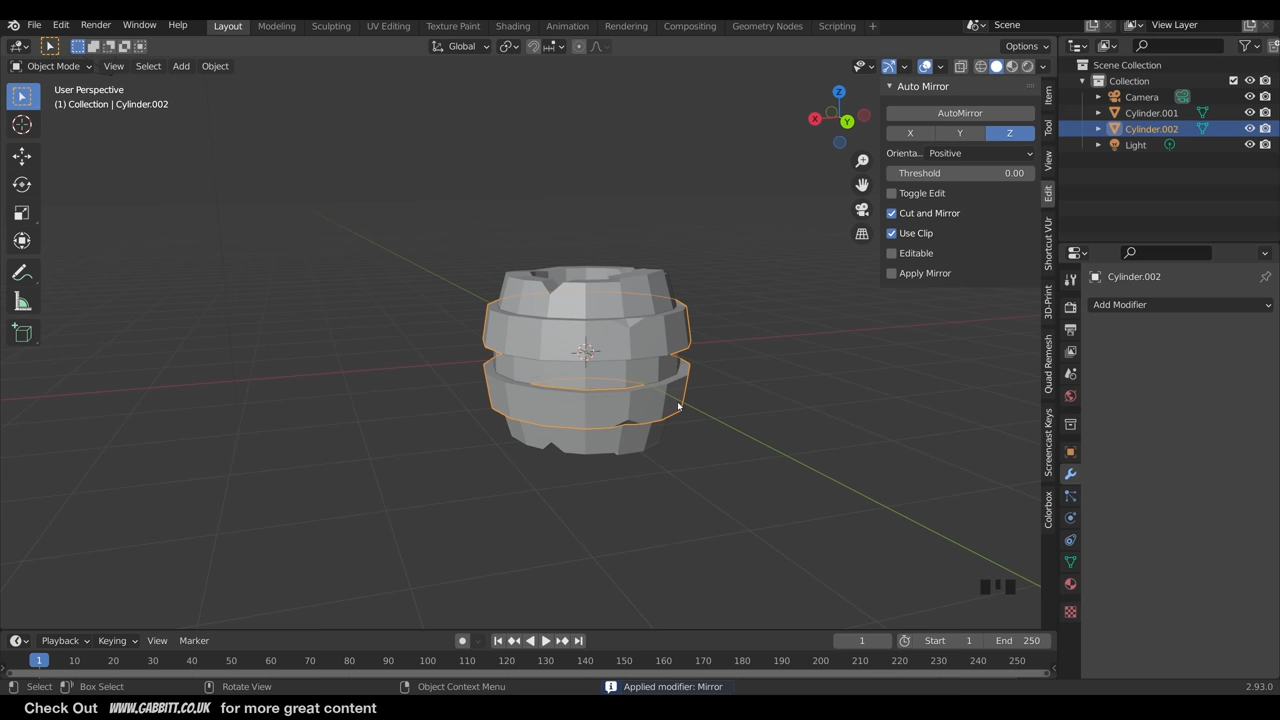 File Edit Render Window Help Layout Modeling Sculpting UV Editing Texture Paint Shading Animation Rendering Compositing Geometry Nodes Scripting + Scene View Layer
Global Options
Object Mode View Select Add Object
User Perspective
(1) Collection | Cylinder.002
X Y Z
Auto Mirror
AutoMirror
X Y Z
Orienta... Positive
Threshold 0.00
Toggle Edit
Cut and Mirror
Use Clip
Editable
Apply Mirror
Item
Tool
View
Edit
Shortcut VUr
3D-Print
Quad Remesh
Screencast Keys
Colorbox
Scene Collection
Collection
Camera
Cylinder.001
Cylinder.002
Light
Cylinder.002
Add Modifier
Playback Keying View Marker 1 Start 1 End 250
1 10 20 30 40 50 60 70 80 90 100 110 120 130 140 150 160 170 180 190 200 210 220 230 240 250
Select Box Select Rotate View Object Context Menu Applied modifier: Mirror 2.93.0
Check Out WWW.GABBITT.CO.UK for more great content